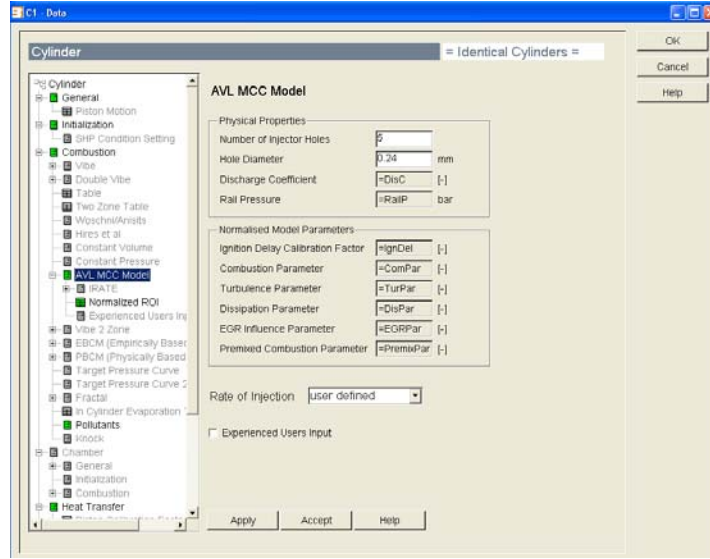 C1 - Data
OK
Cancel
Help
Cylinder
= Identical Cylinders =
Cylinder
General
Piston Motion
Initialization
SHP Condition Setting
Combustion
Vibe
Double Vibe
Table
Two Zone Table
Woschni/Anisits
Hires et al
Constant Volume
Constant Pressure
AVL MCC Model
IRATE
Normalized ROI
Experienced Users Inp
Vibe 2 Zone
EBCM (Empirically Based
PBCM (Physically Based
Target Pressure Curve
Target Pressure Curve 2
Fractal
In Cylinder Evaporation
Pollutants
Knock
Chamber
General
Initialization
Combustion
Heat Transfer
AVL MCC Model
Physical Properties
Number of Injector Holes 5
Hole Diameter 0.24 mm
Discharge Coefficient =DisC [-]
Rail Pressure =RailP bar
Normalised Model Parameters
Ignition Delay Calibration Factor =IgnDel [-]
Combustion Parameter =ComPar [-]
Turbulence Parameter =TurPar [-]
Dissipation Parameter =DisPar [-]
EGR Influence Parameter =EGRPar [-]
Premixed Combustion Parameter =PremixPar [-]
Rate of Injection user defined
Experienced Users Input
Apply Accept Help